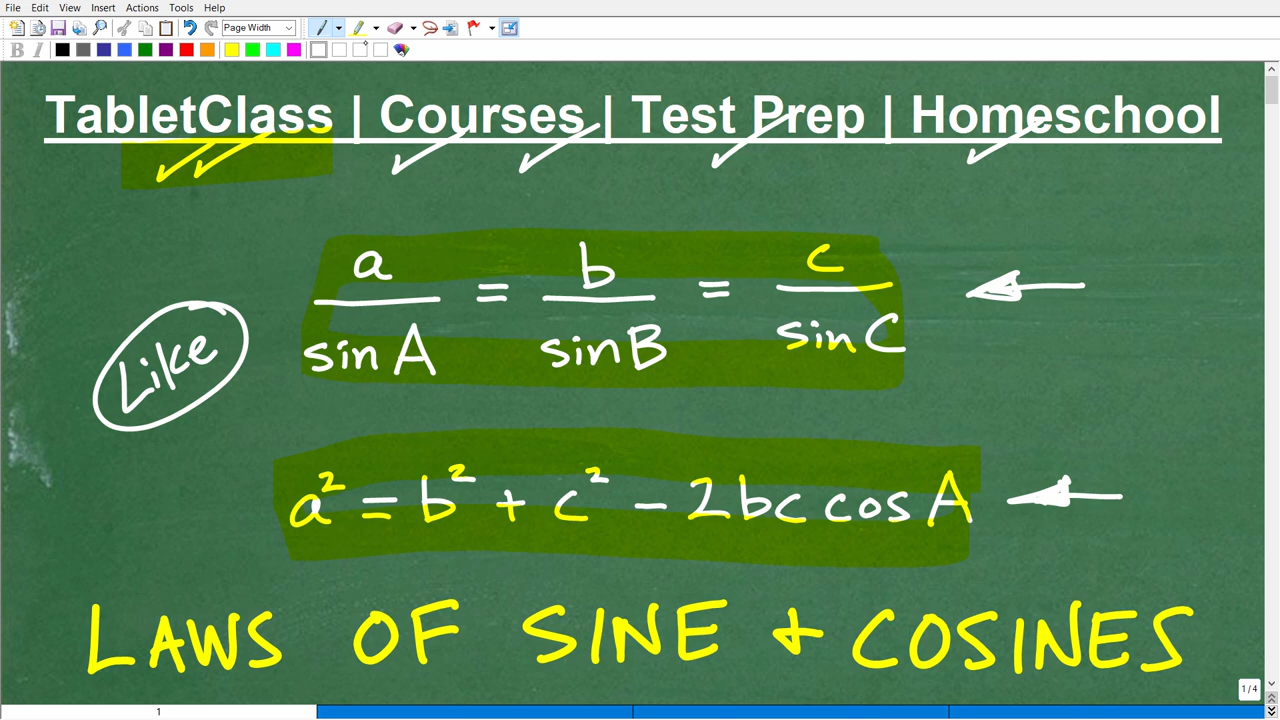 File Edit View Insert Actions Tools Help
Page Width
B I
TabletClass | Courses | Test Prep | Homeschool
a/sin A = b/sin B = c/sin C
Like
a² = b² + c² - 2bc cos A
LAWS OF SINE + COSINES
1 / 4
1